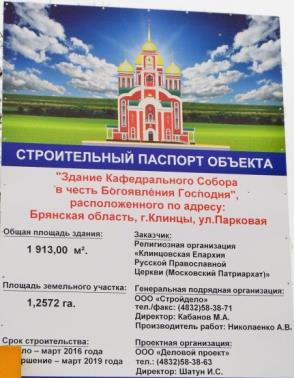 СТРОИТЕЛЬНЫЙ ПАСПОРТ ОБЪЕКТА
"Здание Кафедрального Собора
в честь Богоявления Господня",
расположенного по адресу:
Брянская область, г.Клинцы, ул.Парковая
Общая площадь здания:
1 913,00 м².
Заказчик:
Религиозная организация
«Клинцовская Епархия
Русской Православной
Церкви (Московский Патриархат)»
Площадь земельного участка:
1,2572 га.
Генеральная подрядная организация:
ООО «Стройдело»
тел./факс: (4832)58-38-71
Директор: Кабанов М.А.
Производитель работ: Николаенко А.В.
Срок строительства:
ло – март 2016 года
ршение – март 2019 года
Проектная организация:
ООО «Деловой проект»
тел.: (4832)58-38-63
Директор: Шатун И.С.